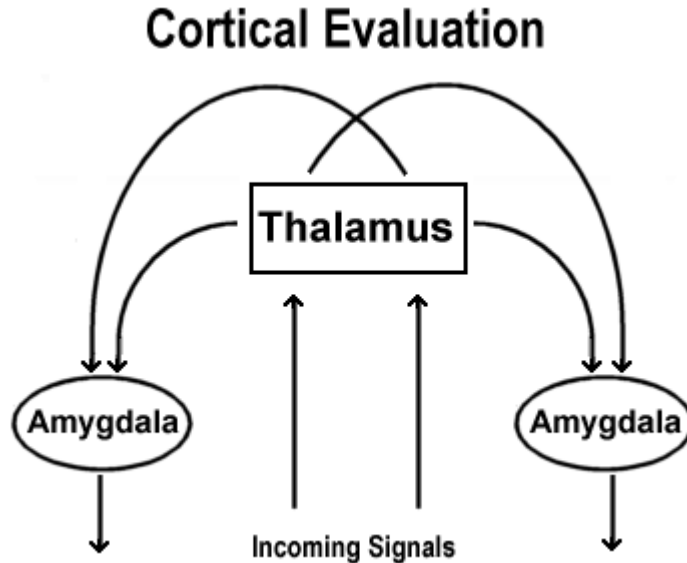 Cortical Evaluation
Thalamus
Amygdala
Amygdala
Incoming Signals